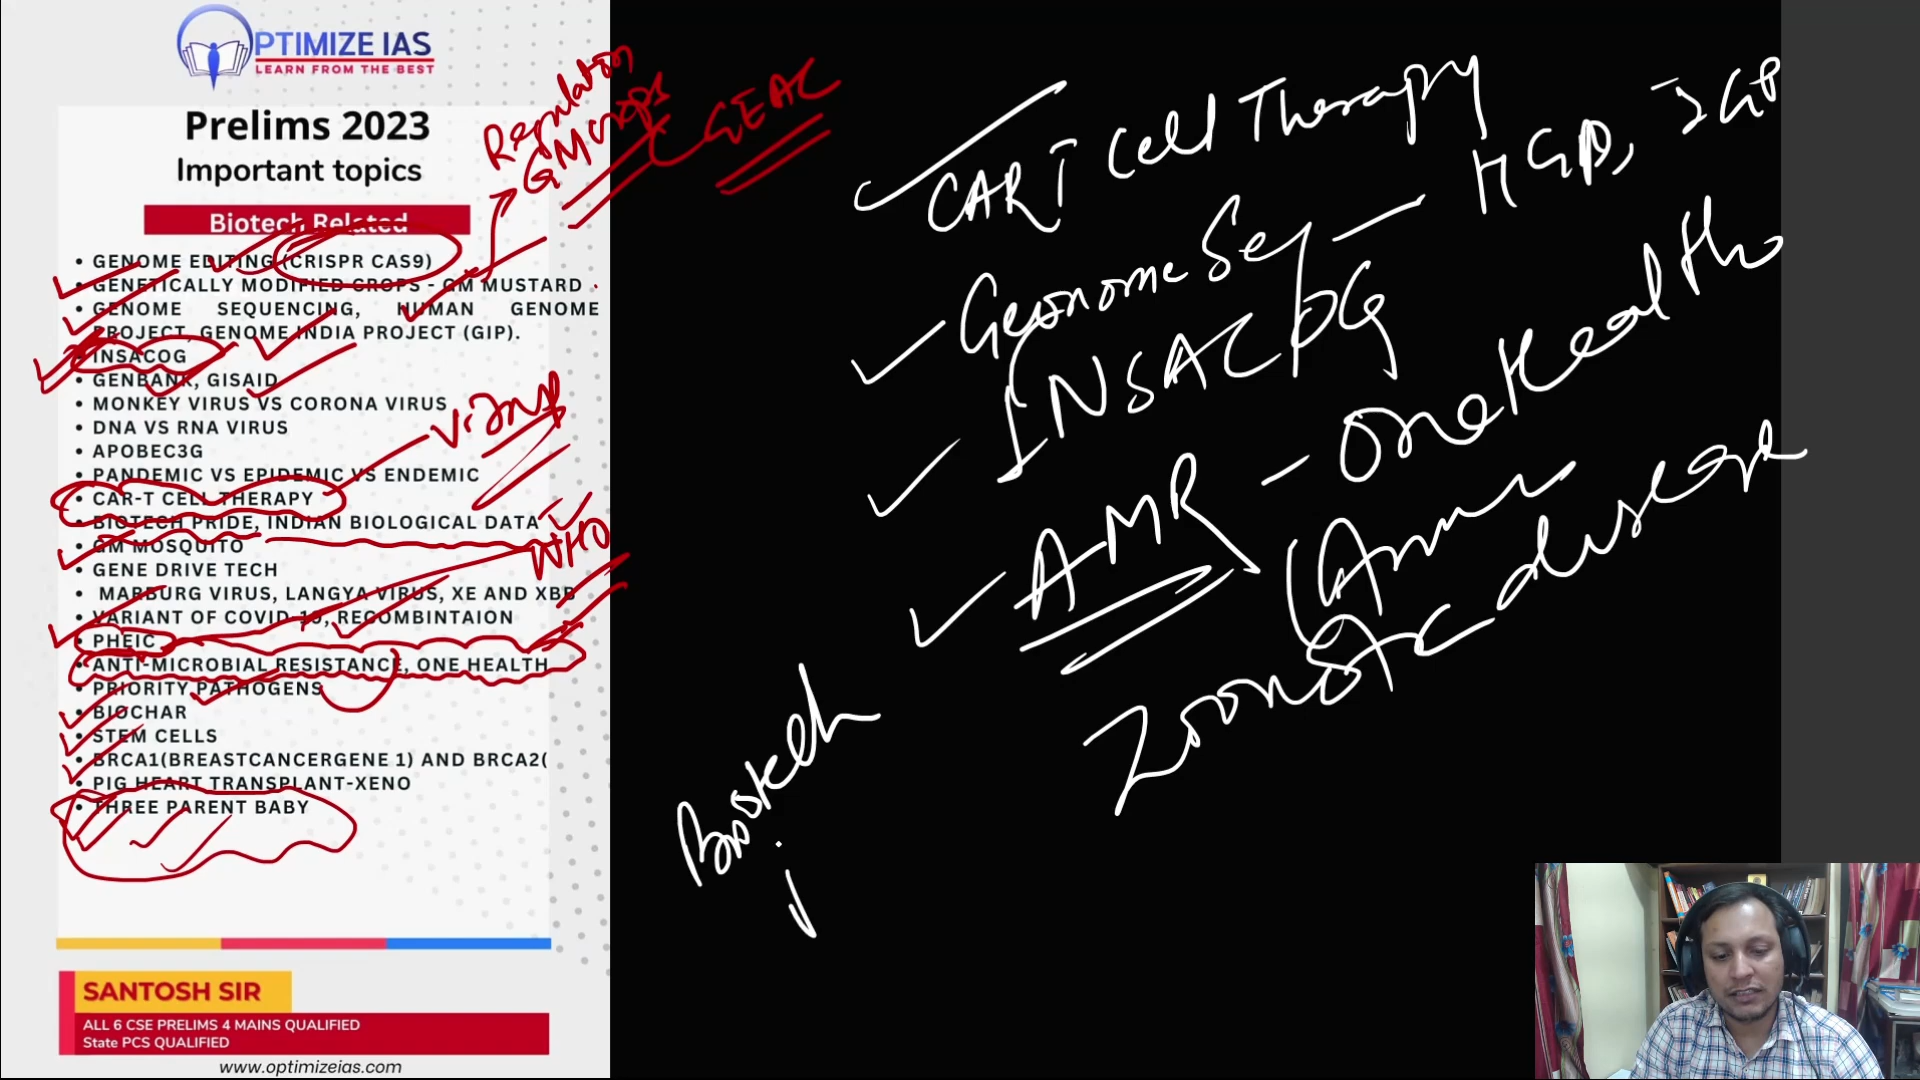 OPTIMIZE IAS
LEARN FROM THE BEST
Prelims 2023
Important topics
Biotech Related
• GENOME EDITING (CRISPR CAS9)
• GENETICALLY MODIFIED CROPS - GM MUSTARD .
• GENOME SEQUENCING, HUMAN GENOME
PROJECT, GENOME INDIA PROJECT (GIP).
• INSACOG
• GENBANK, GISAID
• MONKEY VIRUS VS CORONA VIRUS
• DNA VS RNA VIRUS
• APOBEC3G
• PANDEMIC VS EPIDEMIC VS ENDEMIC
• CAR-T CELL THERAPY
• BIOTECH PRIDE, INDIAN BIOLOGICAL DATA
• GM MOSQUITO
• GENE DRIVE TECH
• MARBURG VIRUS, LANGYA VIRUS, XE AND XBB
• VARIANT OF COVID-19, RECOMBINTAION
• PHEIC
• ANTI-MICROBIAL RESISTANCE, ONE HEALTH
• PRIORITY PATHOGENS
• BIOCHAR
• STEM CELLS
• BRCA1(BREASTCANCERGENE 1) AND BRCA2(
• PIG HEART TRANSPLANT-XENO
• THREE PARENT BABY
SANTOSH SIR
ALL 6 CSE PRELIMS 4 MAINS QUALIFIED
State PCS QUALIFIED
www.optimizeias.com
GM crops
GEAC
WHO
CART Cell Therapy
Genome Seq - HGP, IGP
INSACOG
AMR - One Health
Zoonotic disease
Biotech